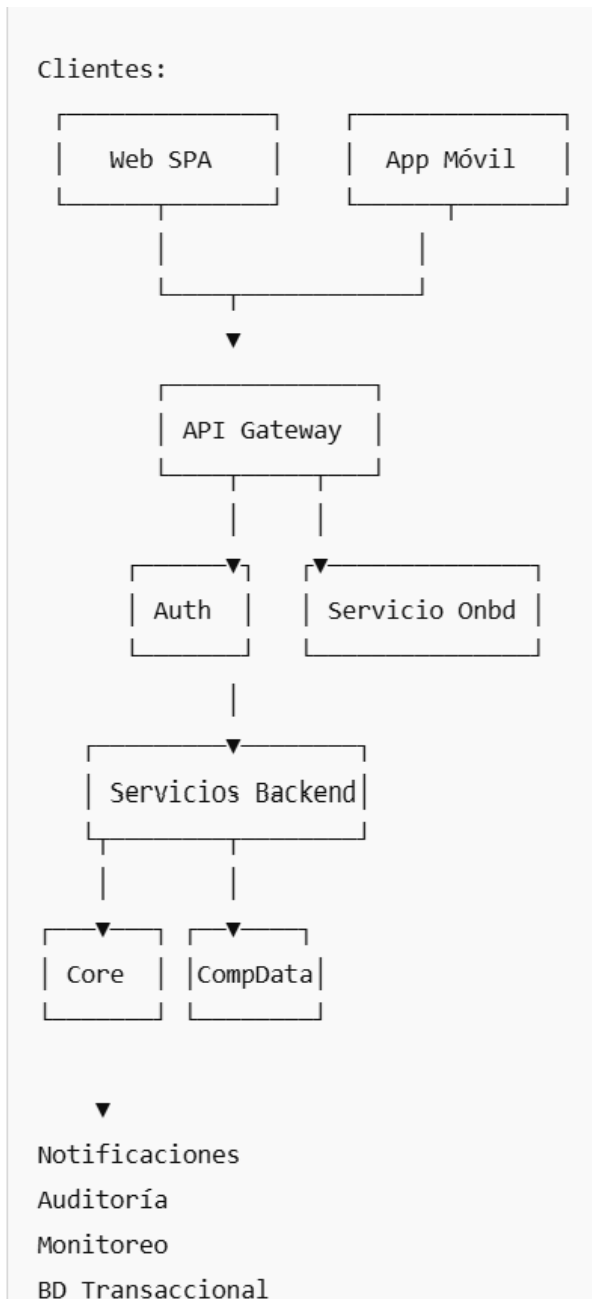 Clientes:
Web SPA App Móvil
API Gateway
Auth Servicio Onbd
Servicios Backend
Core CompData
Notificaciones
Auditoría
Monitoreo
BD Transaccional